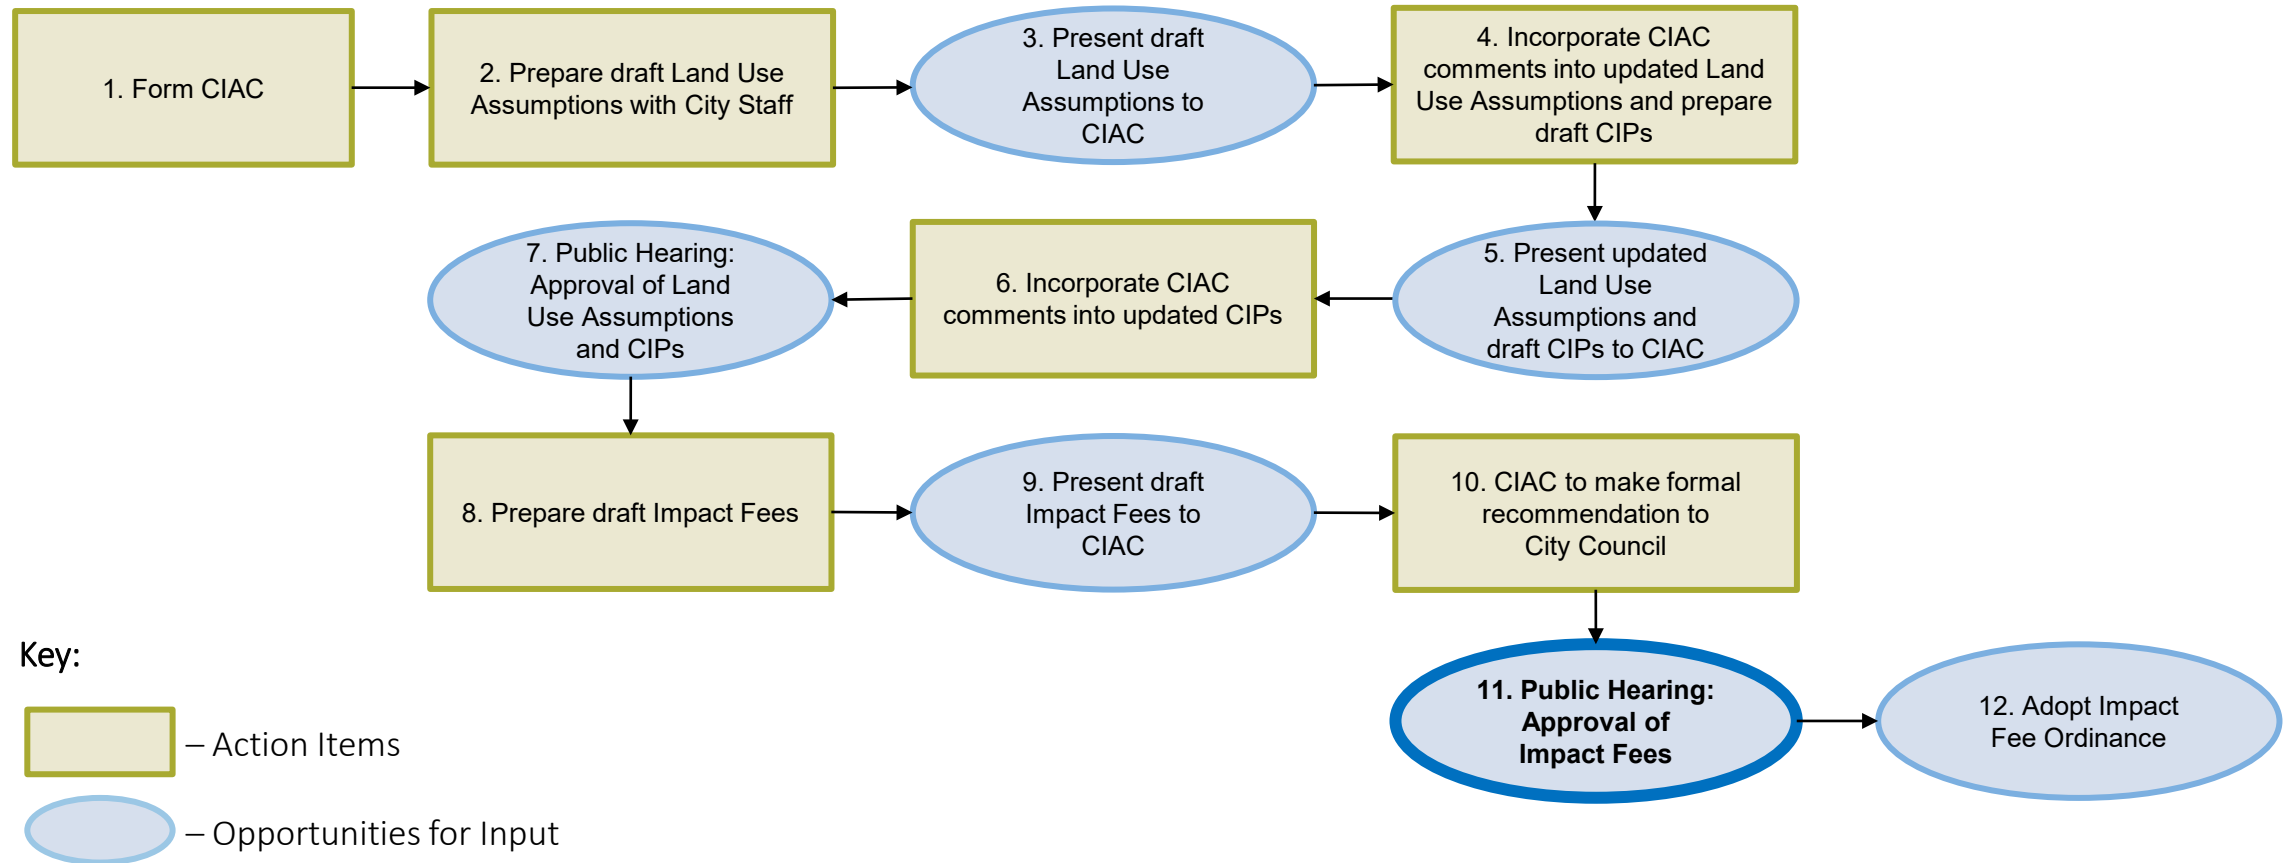 1. Form CIAC
2. Prepare draft Land Use
Assumptions with City Staff
3. Present draft
Land Use
Assumptions to
CIAC
4. Incorporate CIAC
comments into updated Land
Use Assumptions and prepare
draft CIPs
5. Present updated
Land Use
Assumptions and
draft CIPs to CIAC
6. Incorporate CIAC
comments into updated CIPs
7. Public Hearing:
Approval of Land
Use Assumptions
and CIPs
8. Prepare draft Impact Fees
9. Present draft
Impact Fees to
CIAC
10. CIAC to make formal
recommendation to
City Council
11. Public Hearing:
Approval of
Impact Fees
12. Adopt Impact
Fee Ordinance
Key:
– Action Items
– Opportunities for Input